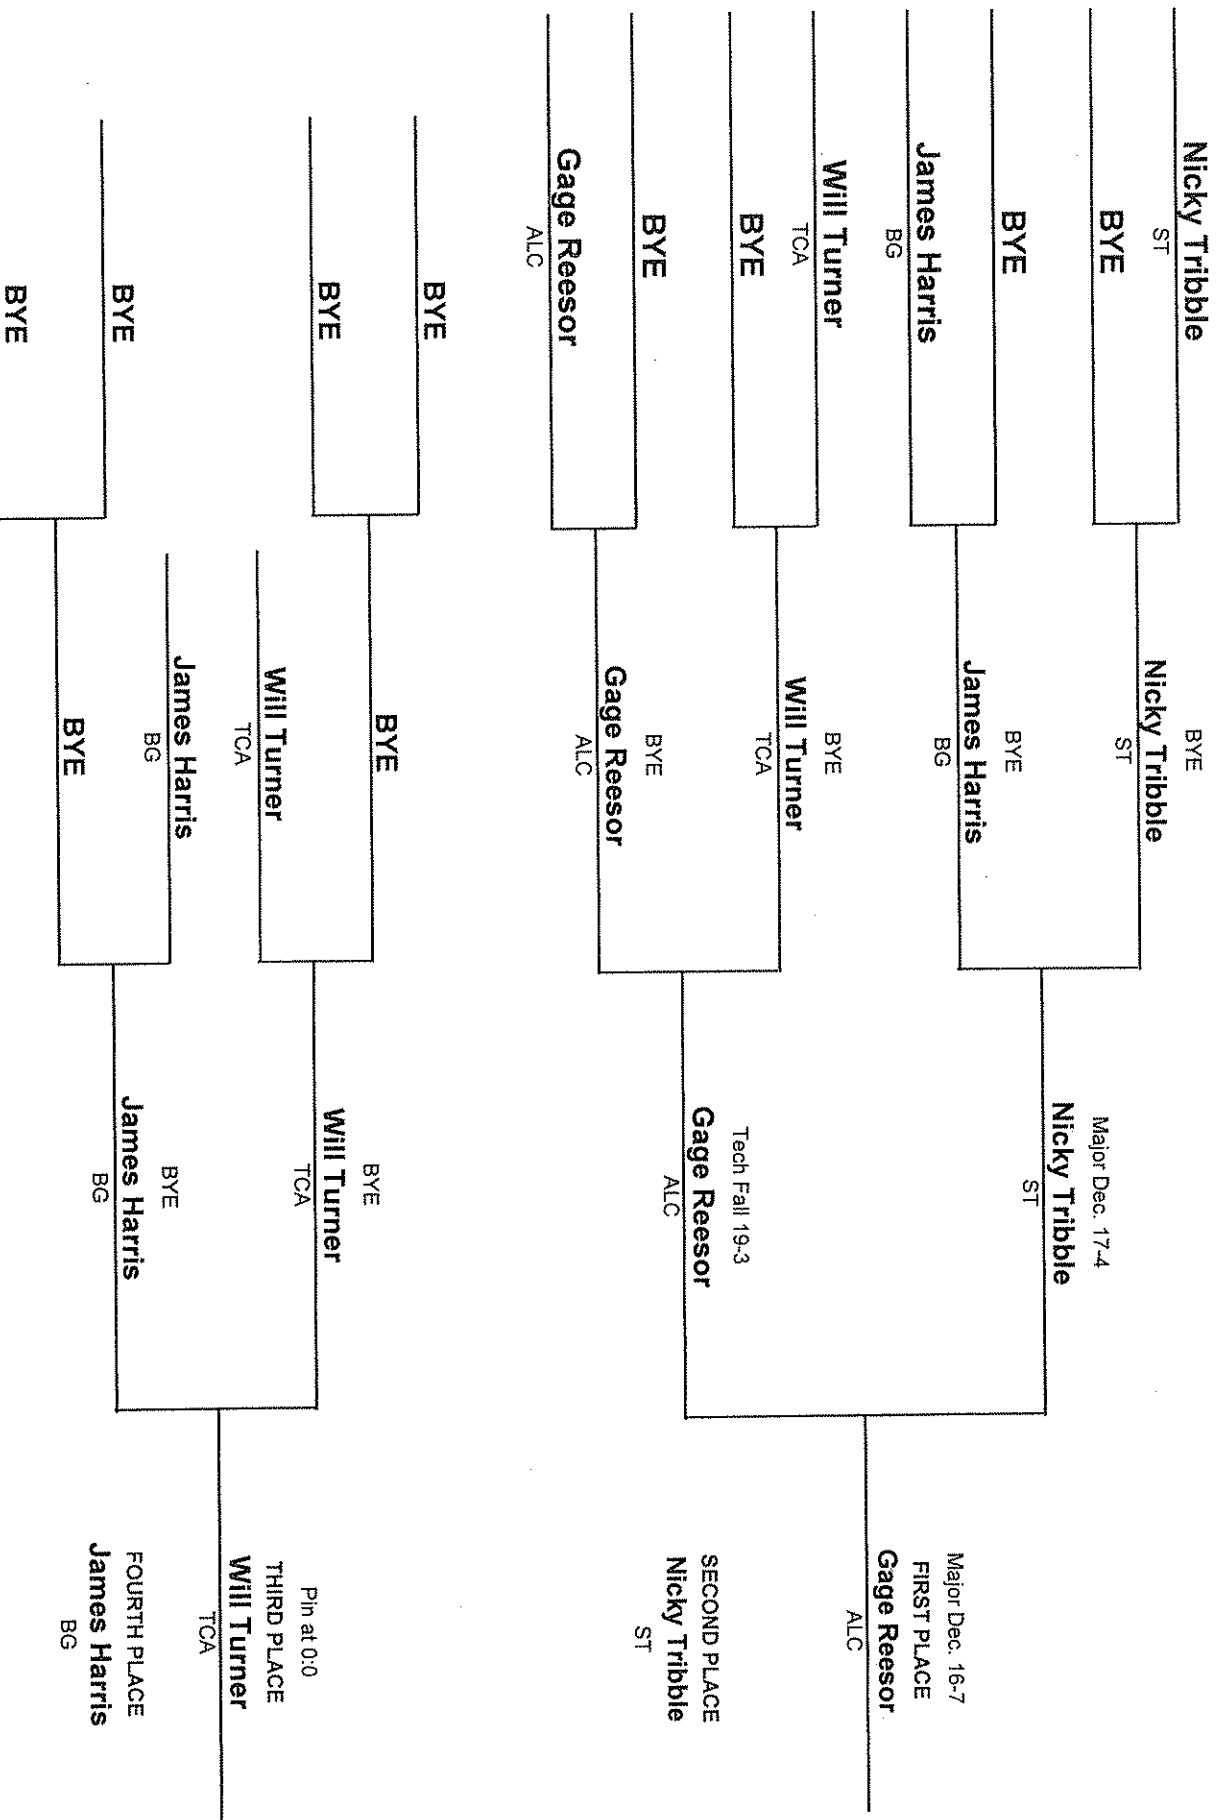 Nicky Tribble
ST
BYE
BYE
James Harris
BG
Will Turner
TCA
BYE
BYE
Gage Reesor
ALC
BYE
Nicky Tribble
ST
BYE
James Harris
BG
BYE
Will Turner
TCA
BYE
Gage Reesor
ALC
Major Dec. 17-4
Nicky Tribble
ST
Tech Fall 19-3
Gage Reesor
ALC
Major Dec. 16-7
FIRST PLACE
Gage Reesor
ALC
SECOND PLACE
Nicky Tribble
ST
BYE
BYE
BYE
BYE
BYE
Will Turner
TCA
James Harris
BG
BYE
BYE
Will Turner
TCA
BYE
James Harris
BG
Pin at 0:0
THIRD PLACE
Will Turner
TCA
FOURTH PLACE
James Harris
BG